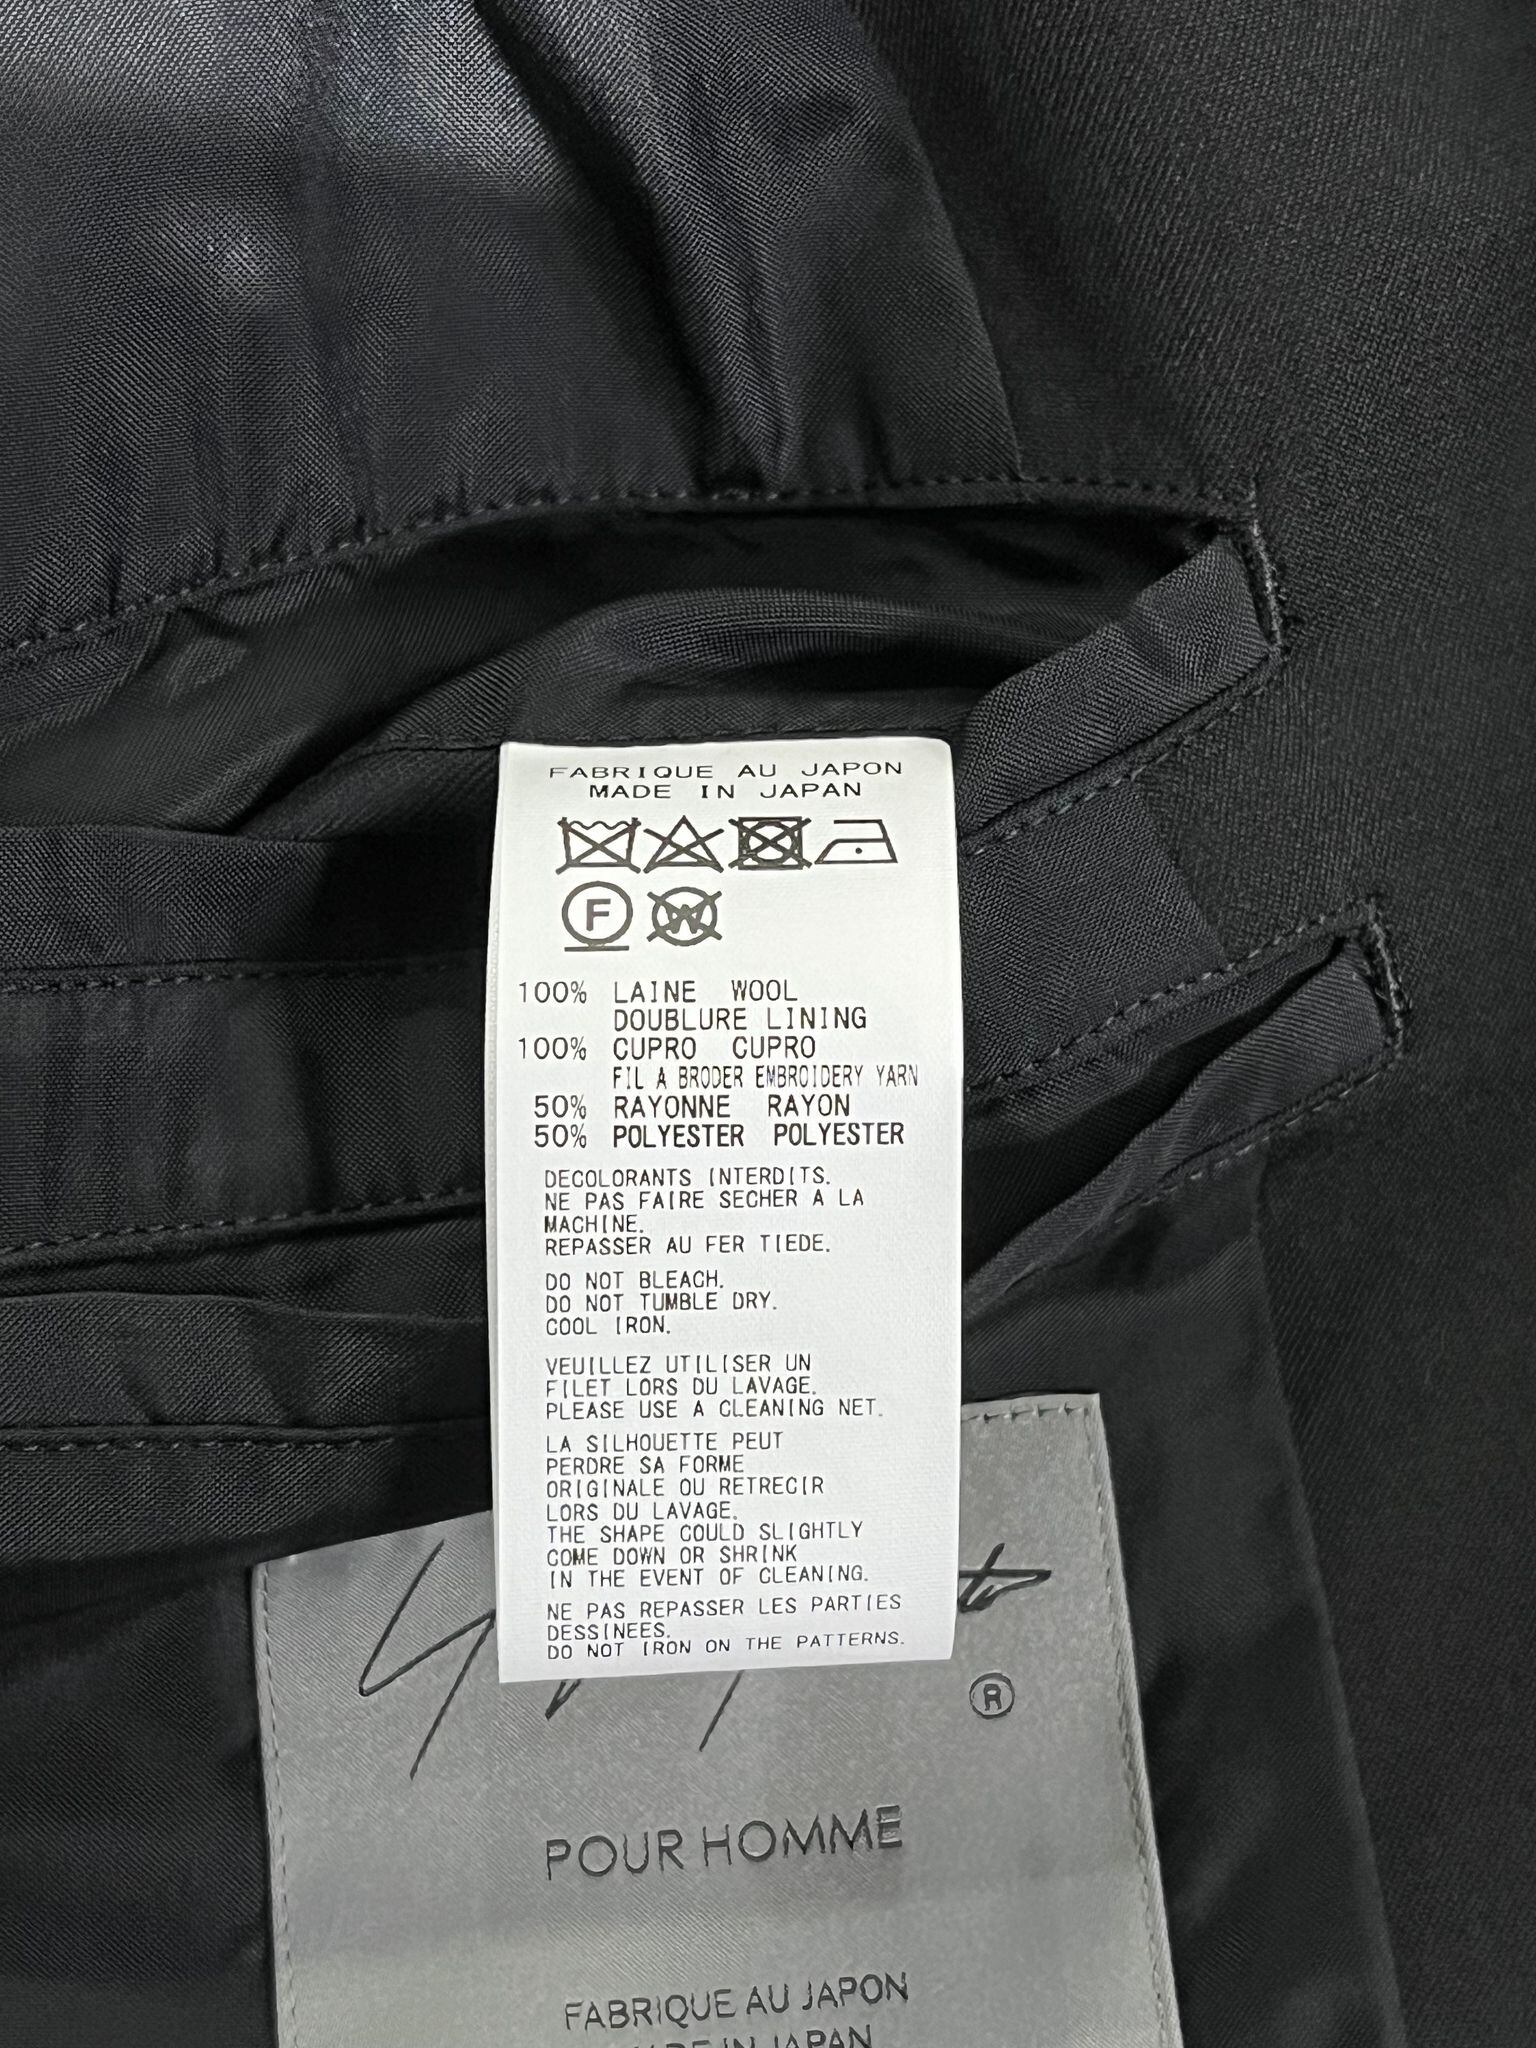 FABRIQUE AU JAPON
MADE IN JAPAN
F W
100% LAINE WOOL
DOUBLURE LINING
100% CUPRO CUPRO
FIL A BRODER EMBROIDERY YARN
50% RAYONNE RAYON
50% POLYESTER POLYESTER
DECOLORANTS INTERDITS.
NE PAS FAIRE SECHER A LA
MACHINE.
REPASSER AU FER TIEDE.
DO NOT BLEACH.
DO NOT TUMBLE DRY.
COOL IRON.
VEUILLEZ UTILISER UN
FILET LORS DU LAVAGE.
PLEASE USE A CLEANING NET.
LA SILHOUETTE PEUT
PERDRE SA FORME
ORIGINALE OU RETRECIR
LORS DU LAVAGE.
THE SHAPE COULD SLIGHTLY
COME DOWN OR SHRINK
IN THE EVENT OF CLEANING.
NE PAS REPASSER LES PARTIES
DESSINEES.
DO NOT IRON ON THE PATTERNS.
®
POUR HOMME
FABRIQUE AU JAPON
MADE IN JAPAN